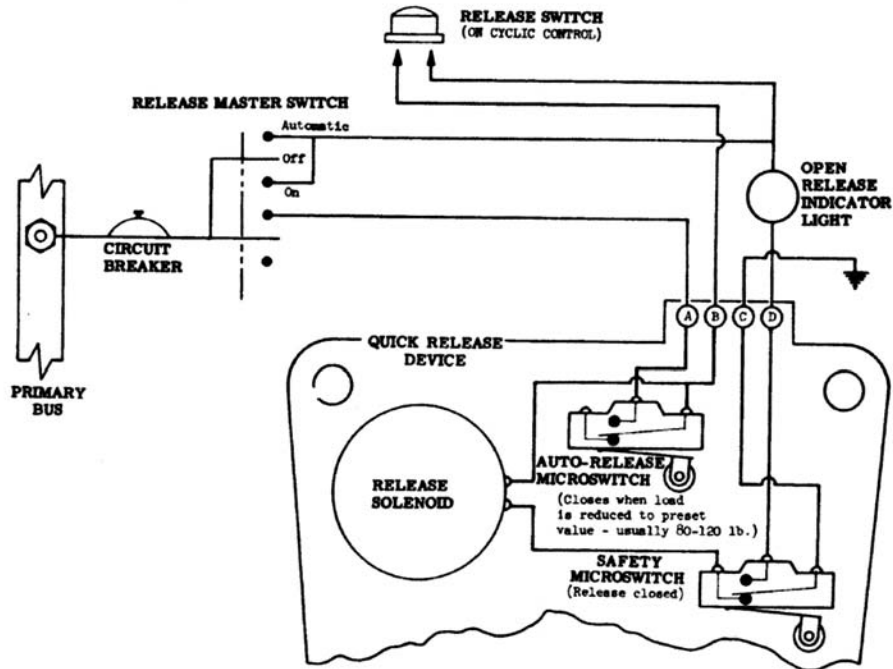 RELEASE SWITCH
(ON CYCLIC CONTROL)
RELEASE MASTER SWITCH
Automatic
Off
On
OPEN
RELEASE
INDICATOR
LIGHT
CIRCUIT
BREAKER
A B C D
QUICK RELEASE
DEVICE
PRIMARY
BUS
RELEASE
SOLENOID
AUTO-RELEASE
MICROSWITCH
(Closes when load
is reduced to preset
value - usually 80-120 lb.)
SAFETY
MICROSWITCH
(Release closed)